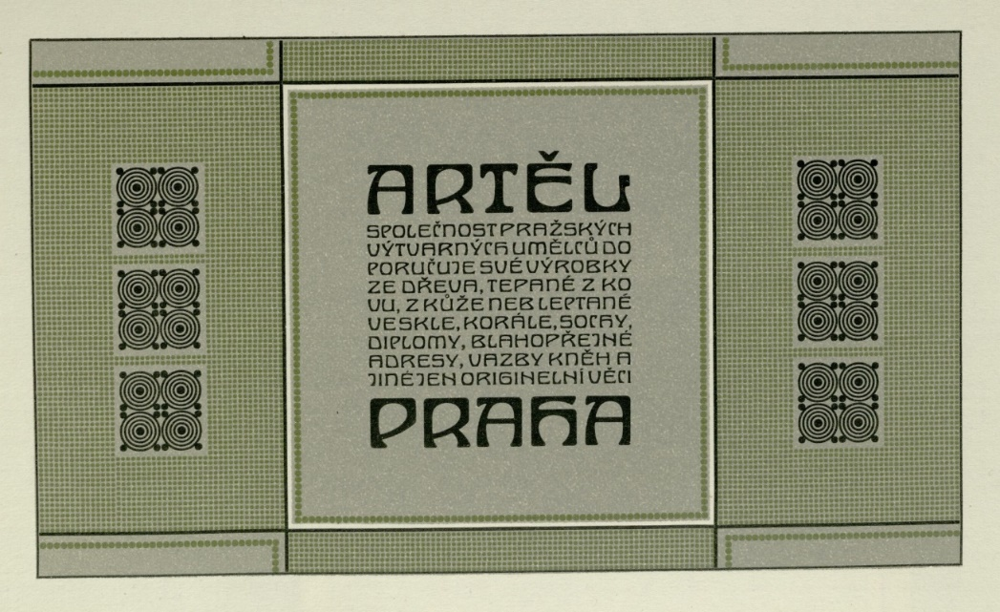 ARTĚL
SPOLEČNOST PRAŽSKÝCH
VÝTVARNÝCH UMĚLCŮ DO
PORUČUJE SVÉ VÝROBKY
ZE DŘEVA, TEPANÉ Z KO
VU, Z KŮŽE NEB LEPTANÉ
VE SKLE, KORÁLE, SOCHY,
DIPLOMY, BLAHOPŘEJNÉ
ADRESY, VAZBY KNĚH A
JINÉ JEN ORIGINELNÍ VĚCI
PRAHA